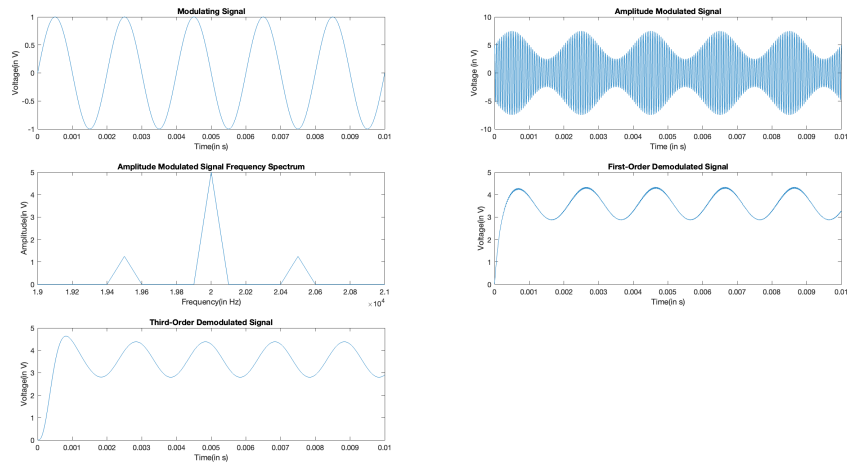 Modulating Signal
Voltage(in V)
1
0.5
0
-0.5
-1
0 0.001 0.002 0.003 0.004 0.005 0.006 0.007 0.008 0.009 0.01
Time(in s)
Amplitude Modulated Signal
Voltage (in V)
10
5
0
-5
-10
0 0.001 0.002 0.003 0.004 0.005 0.006 0.007 0.008 0.009 0.01
Time (in s)
Amplitude Modulated Signal Frequency Spectrum
Amplitude(in V)
5
4
3
2
1
0
1.9 1.92 1.94 1.96 1.98 2 2.02 2.04 2.06 2.08 2.1
Frequency(in Hz)
×10⁴
First-Order Demodulated Signal
Voltage(in V)
5
4
3
2
1
0
0 0.001 0.002 0.003 0.004 0.005 0.006 0.007 0.008 0.009 0.01
Time(in s)
Third-Order Demodulated Signal
Voltage(in V)
5
4
3
2
1
0
0 0.001 0.002 0.003 0.004 0.005 0.006 0.007 0.008 0.009 0.01
Time(in s)